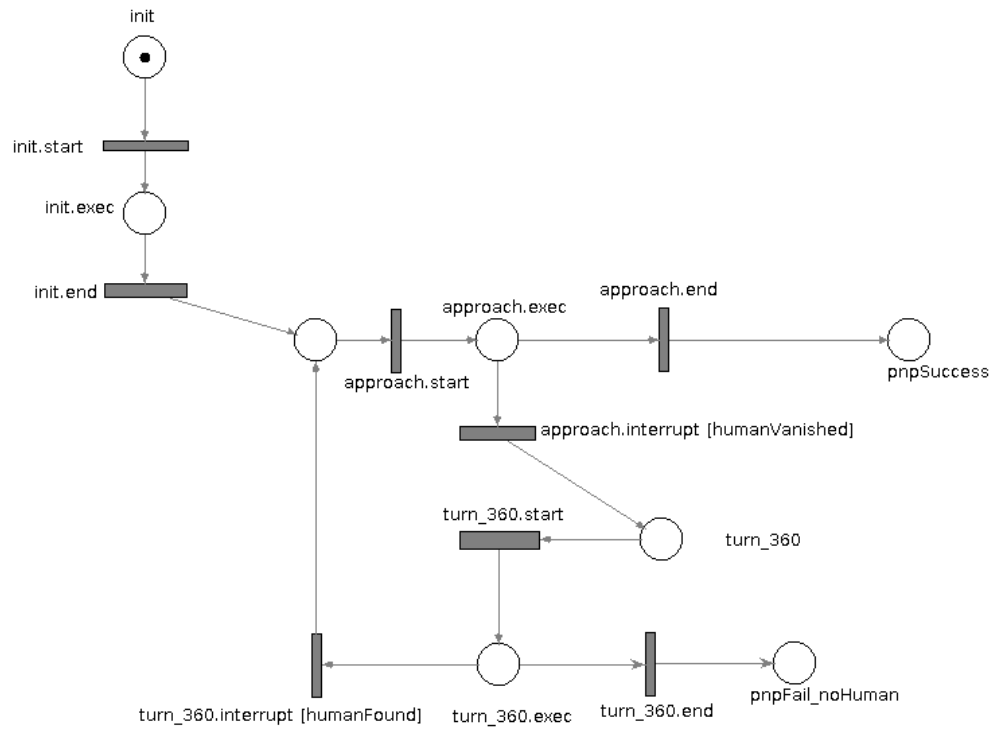 init
init.start
init.exec
init.end
approach.exec
approach.end
approach.start
pnpSuccess
approach.interrupt [humanVanished]
turn_360.start
turn_360
pnpFail_noHuman
turn_360.interrupt [humanFound]
turn_360.exec
turn_360.end